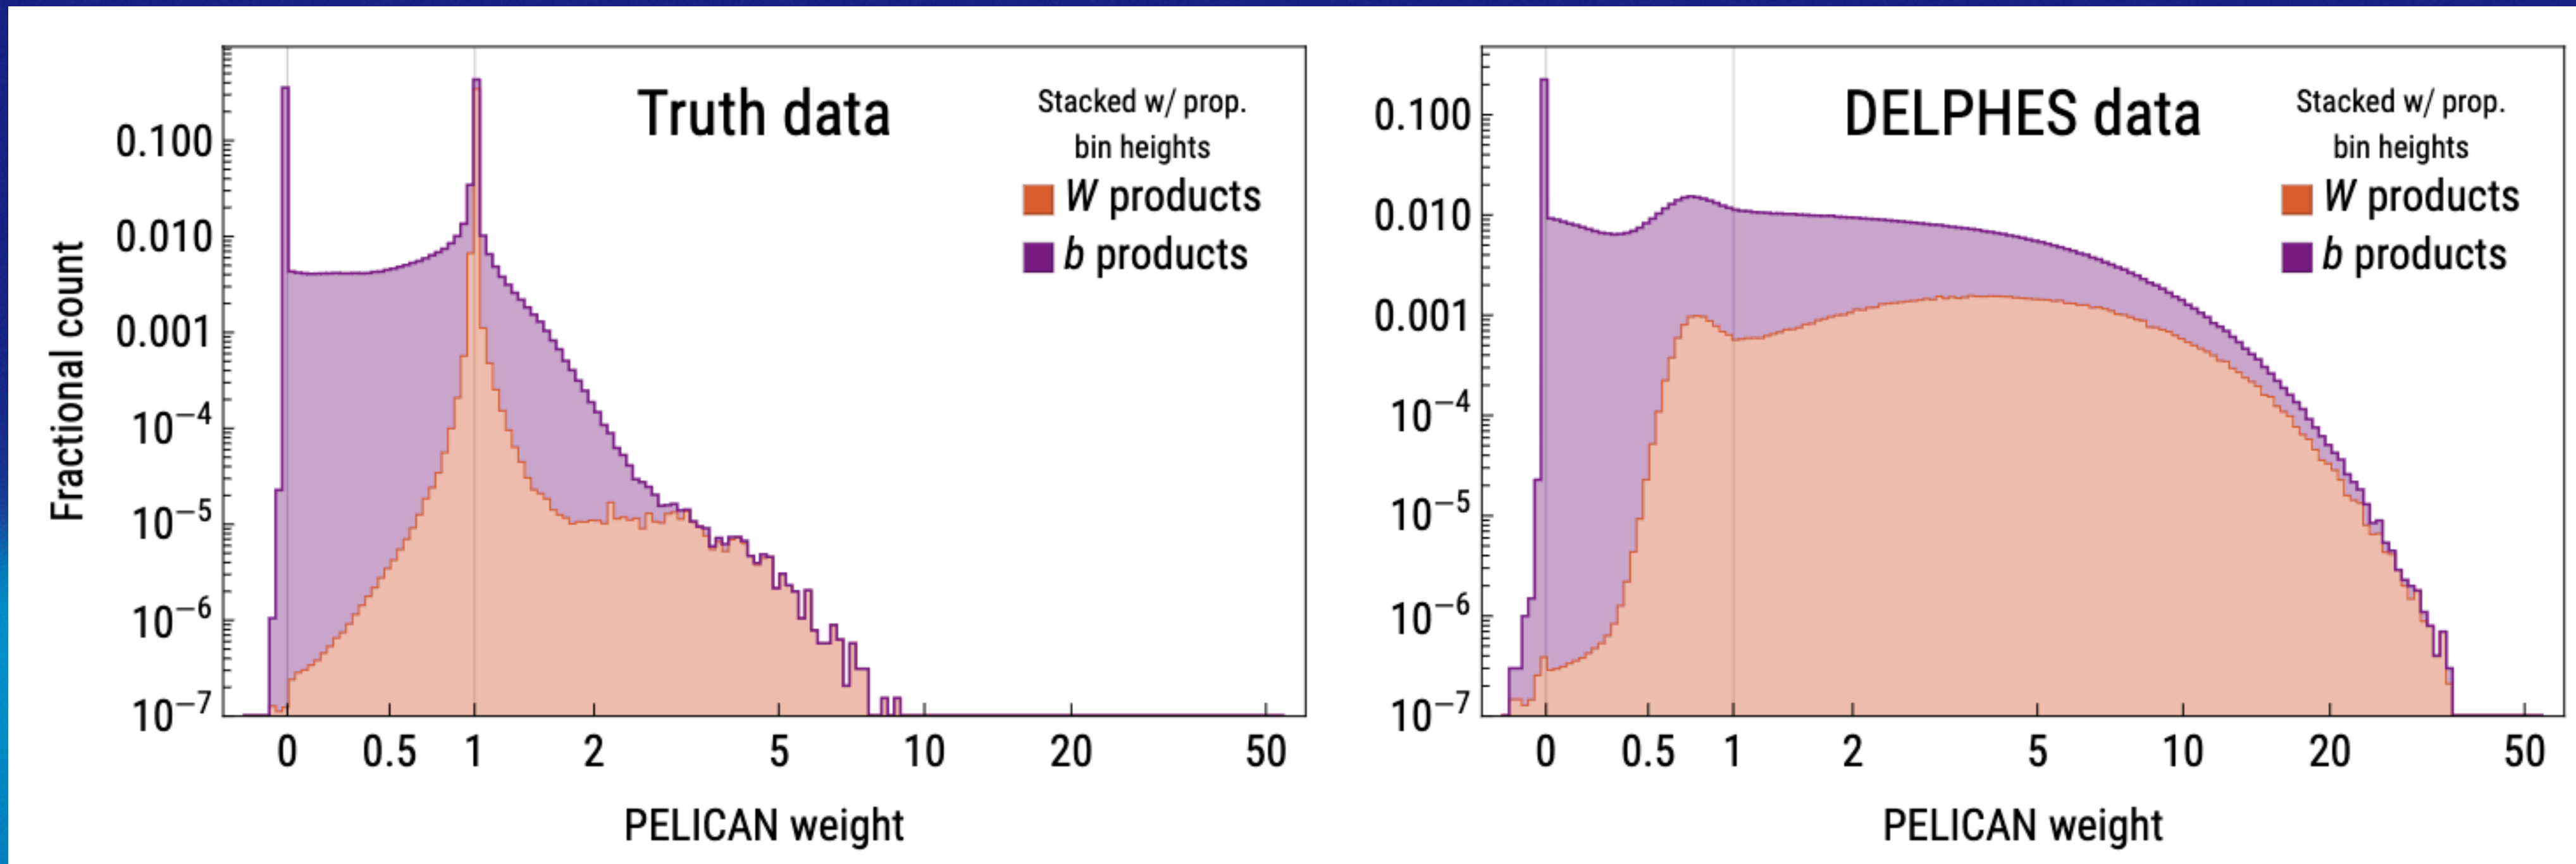 Truth data
Stacked w/ prop.
bin heights
W products
b products
Fractional count
0.100
0.010
0.001
10⁻⁴
10⁻⁵
10⁻⁶
10⁻⁷
0 0.5 1 2 5 10 20 50
PELICAN weight
DELPHES data
Stacked w/ prop.
bin heights
W products
b products
0.100
0.010
0.001
10⁻⁴
10⁻⁵
10⁻⁶
10⁻⁷
0 0.5 1 2 5 10 20 50
PELICAN weight